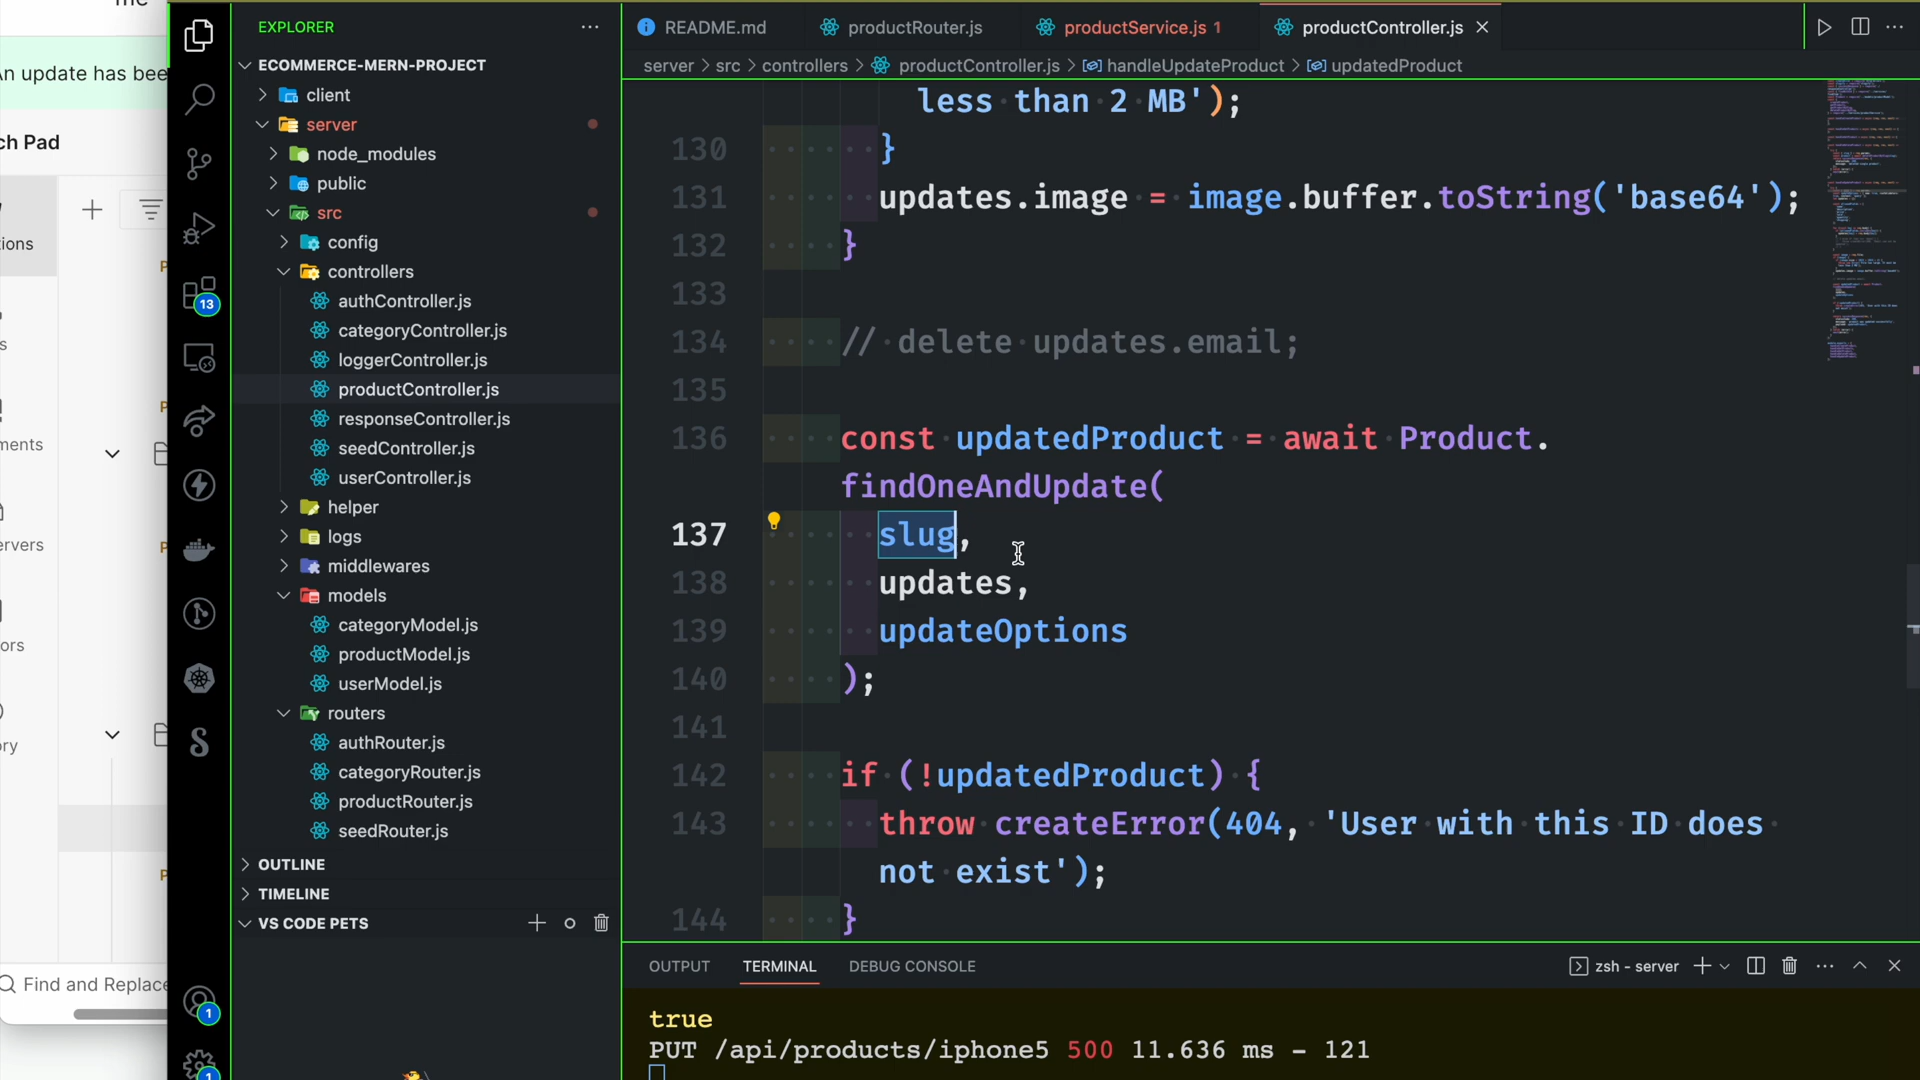 me
An update has bee
ch Pad
ions
s
ments
ervers
ors
ory
Find and Replace
13
1
1
EXPLORER
ECOMMERCE-MERN-PROJECT
client
server
node_modules
public
src
config
controllers
authController.js
categoryController.js
loggerController.js
productController.js
responseController.js
seedController.js
userController.js
helper
logs
middlewares
models
categoryModel.js
productModel.js
userModel.js
routers
authRouter.js
categoryRouter.js
productRouter.js
seedRouter.js
OUTLINE
TIMELINE
VS CODE PETS
README.md
productRouter.js
productService.js 1
productController.js
server > src > controllers > productController.js > handleUpdateProduct > updatedProduct
less than 2 MB');
130 }
131 updates.image = image.buffer.toString('base64');
132 }
133
134 // delete updates.email;
135
136 const updatedProduct = await Product.
findOneAndUpdate(
137 slug,
138 updates,
139 updateOptions
140 );
141
142 if (!updatedProduct) {
143 throw createError(404, 'User with this ID does
not exist');
144 }
OUTPUT
TERMINAL
DEBUG CONSOLE
zsh - server
true
PUT /api/products/iphone5 500 11.636 ms - 121